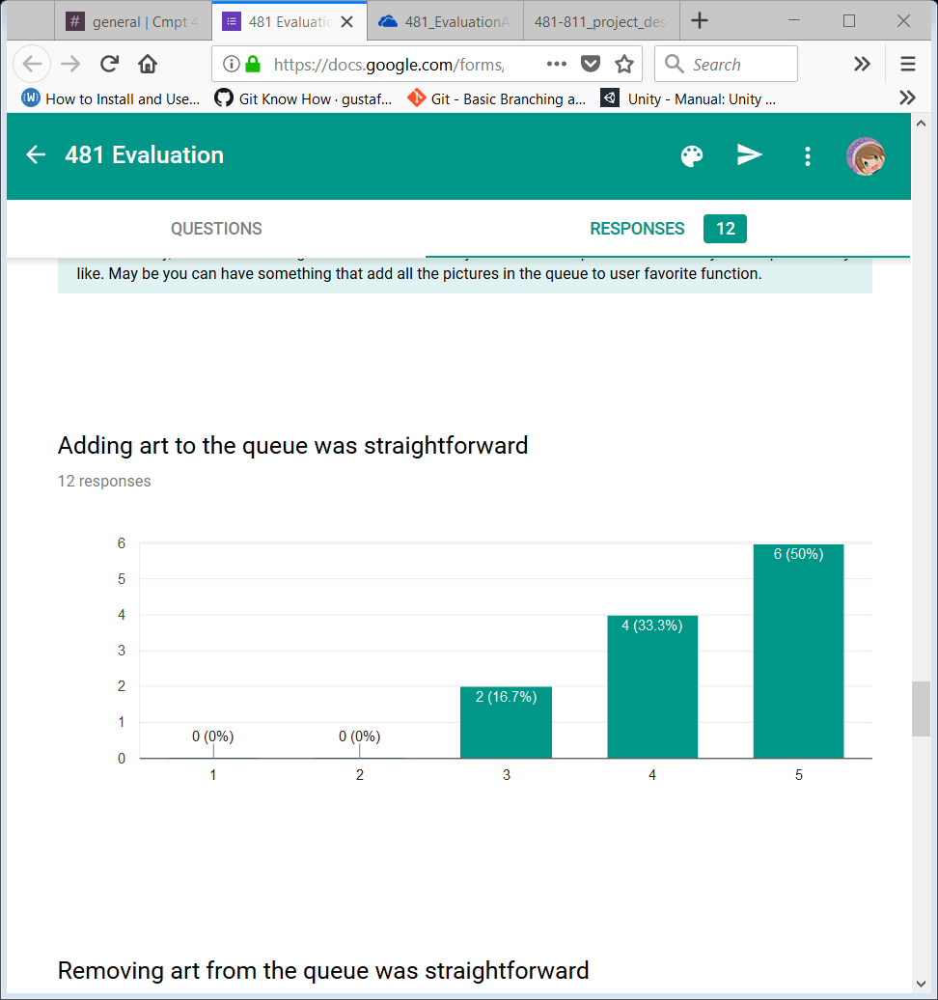 general | Cmpt 4
481 Evaluatio
481_EvaluationA
481-811_project_des
https://docs.google.com/forms,
Search
How to Install and Use...
Git Know How · gustaf...
Git - Basic Branching a...
Unity - Manual: Unity ...
481 Evaluation
QUESTIONS
RESPONSES 12
like. May be you can have something that add all the pictures in the queue to user favorite function.
Adding art to the queue was straightforward
12 responses
6
5
4
3
2
1
0
0 (0%)
0 (0%)
2 (16.7%)
4 (33.3%)
6 (50%)
1 2 3 4 5
Removing art from the queue was straightforward